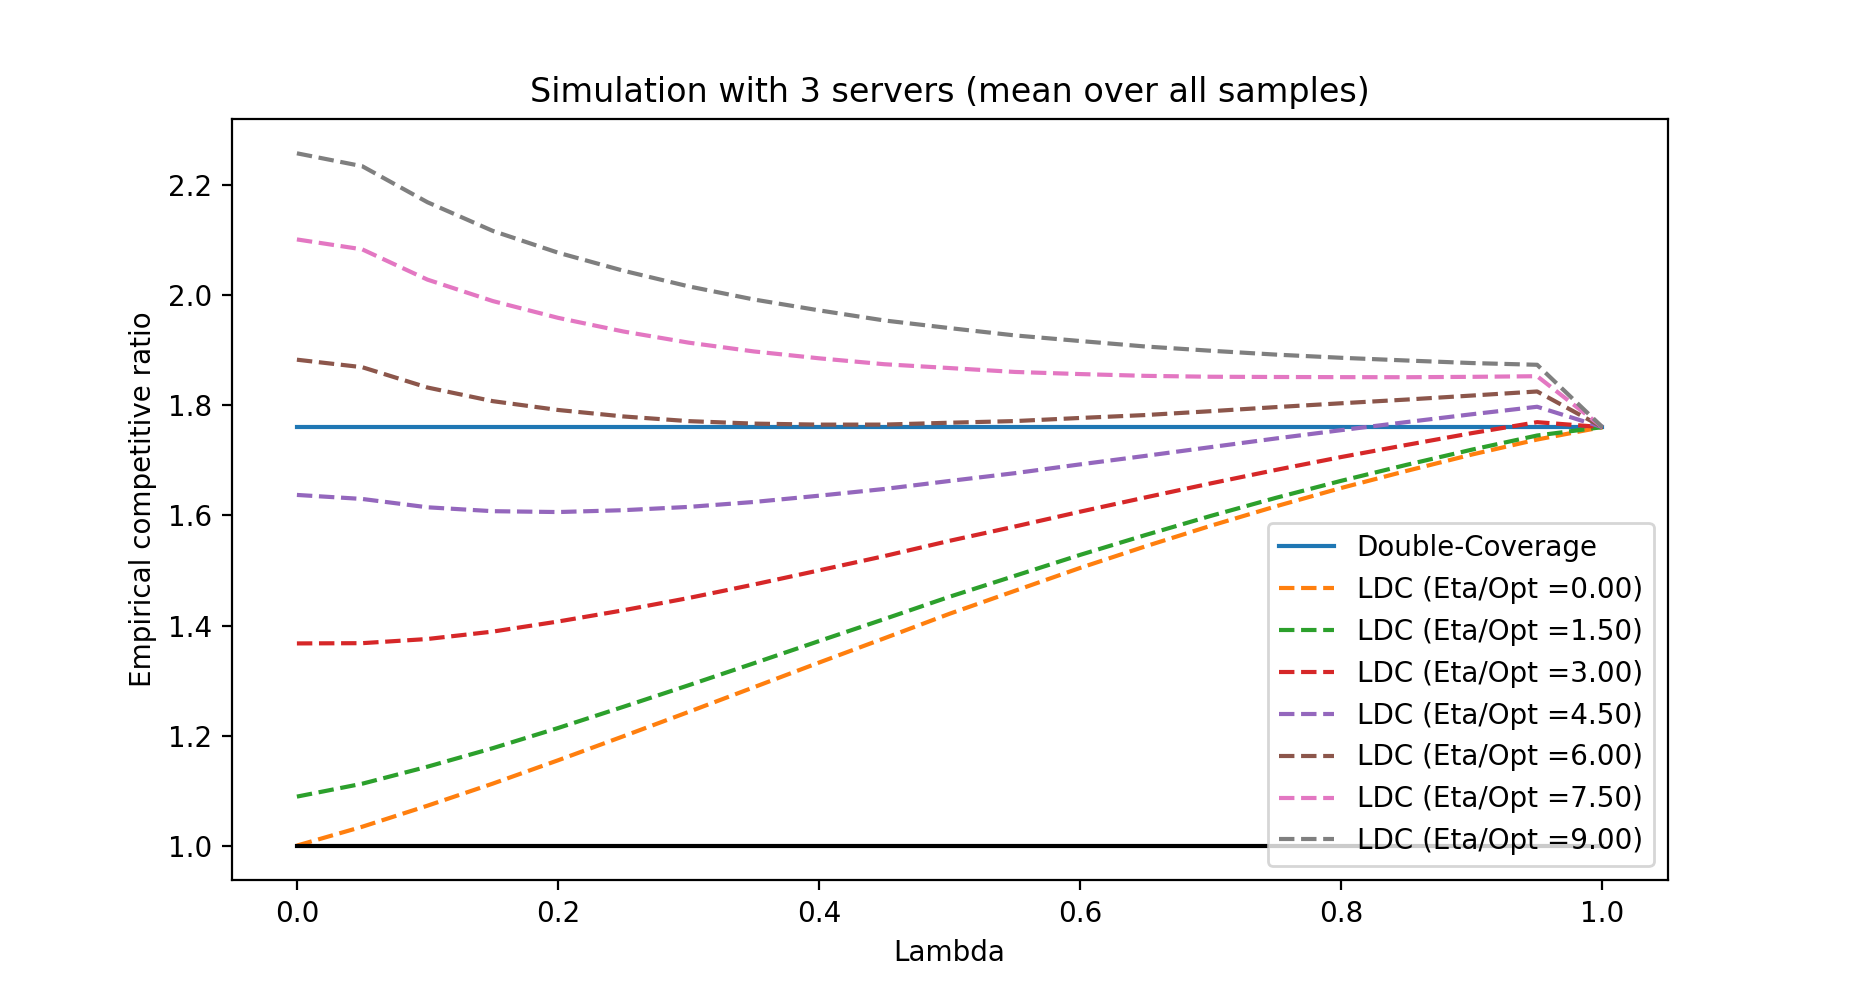 Simulation with 3 servers (mean over all samples)
Empirical competitive ratio
2.2
2.0
1.8
1.6
1.4
1.2
1.0
Double-Coverage
LDC (Eta/Opt =0.00)
LDC (Eta/Opt =1.50)
LDC (Eta/Opt =3.00)
LDC (Eta/Opt =4.50)
LDC (Eta/Opt =6.00)
LDC (Eta/Opt =7.50)
LDC (Eta/Opt =9.00)
0.0 0.2 0.4 0.6 0.8 1.0
Lambda